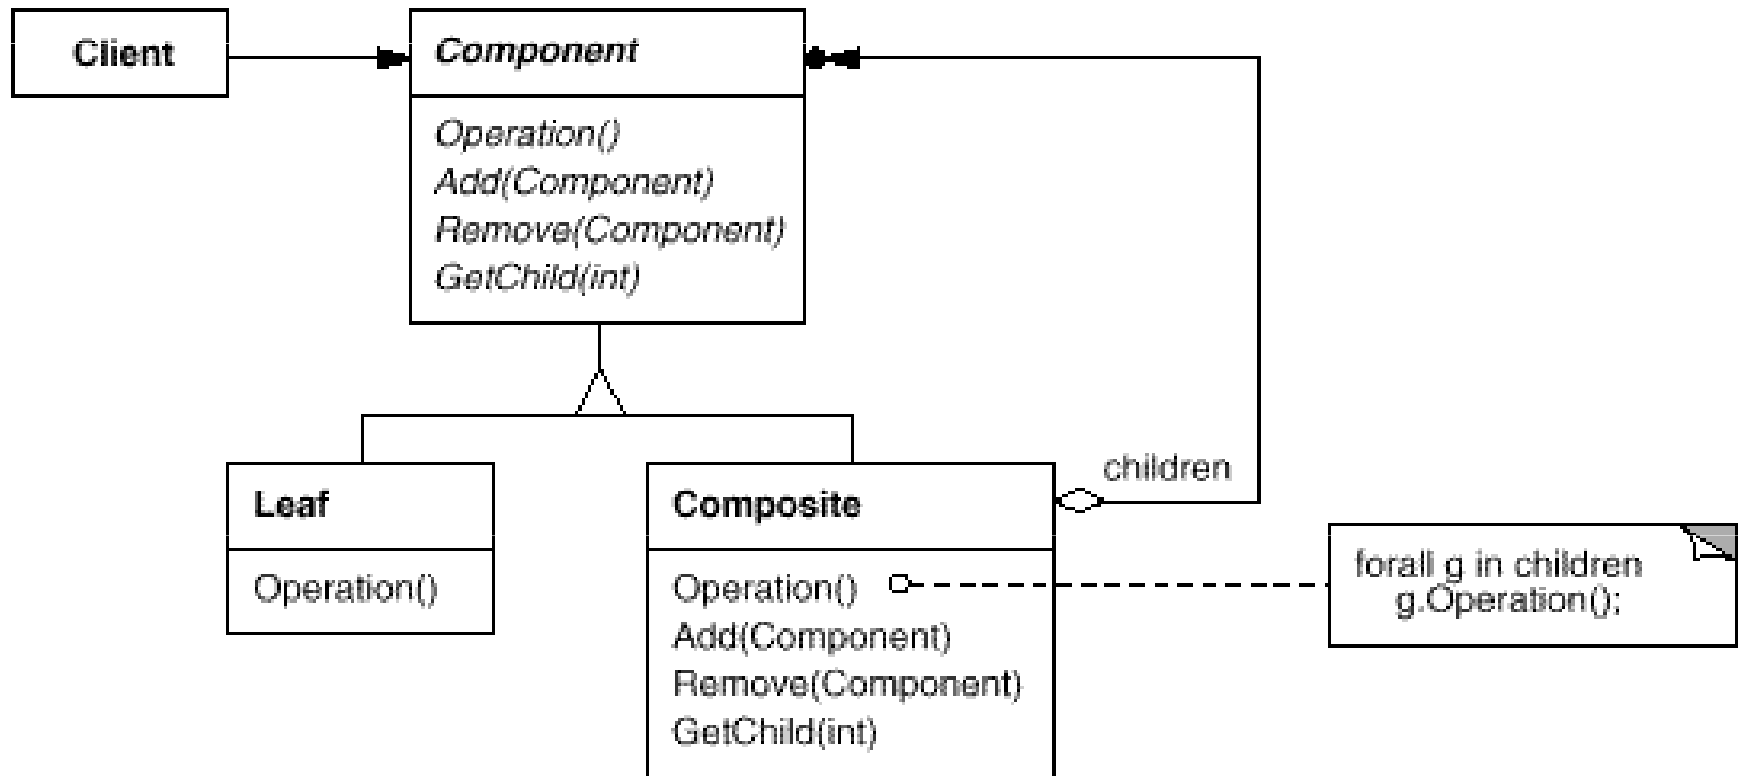 Client
Component
Operation()
Add(Component)
Remove(Component)
GetChild(int)
Leaf
Operation()
Composite
Operation()
Add(Component)
Remove(Component)
GetChild(int)
children
forall g in children
g.Operation();